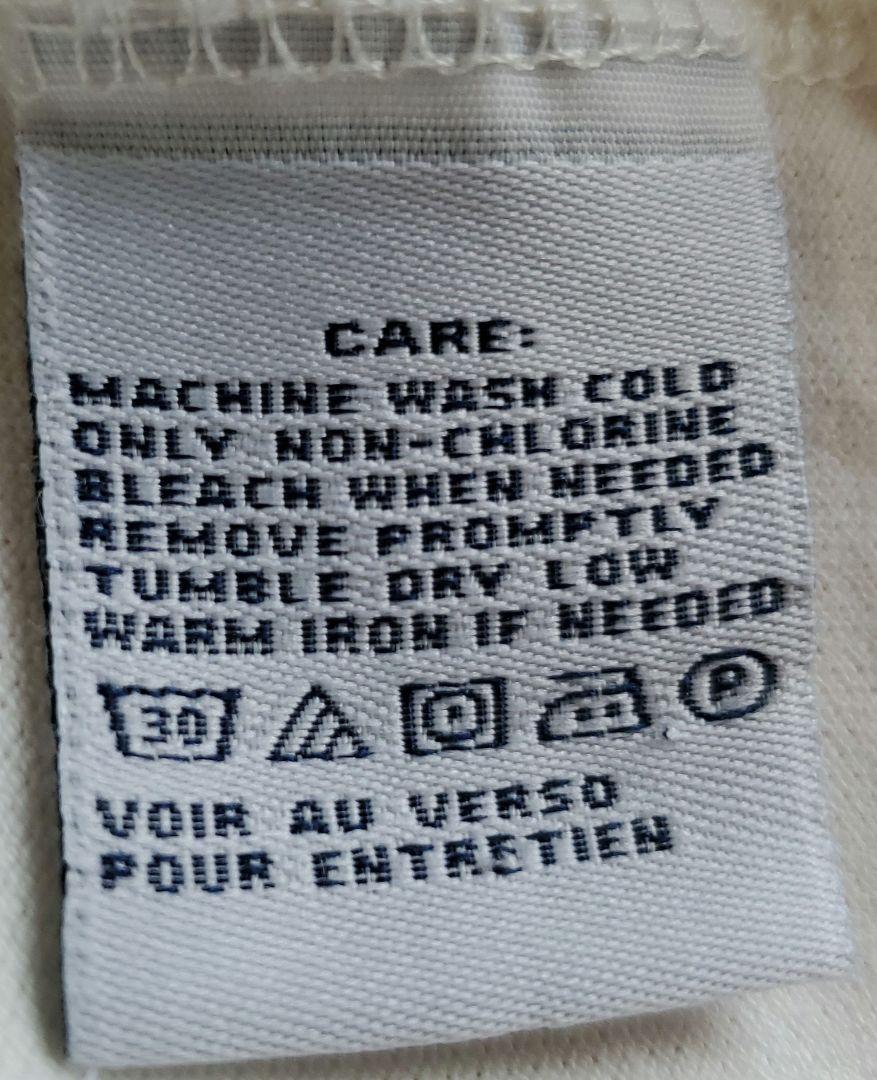 CARE:
MACHINE WASH COLD
ONLY NON-CHLORINE
BLEACH WHEN NEEDED
REMOVE PROMPTLY
TUMBLE DRY LOW
WARM IRON IF NEEDED
30 P
VOIR AU VERSO
POUR ENTRETIEN